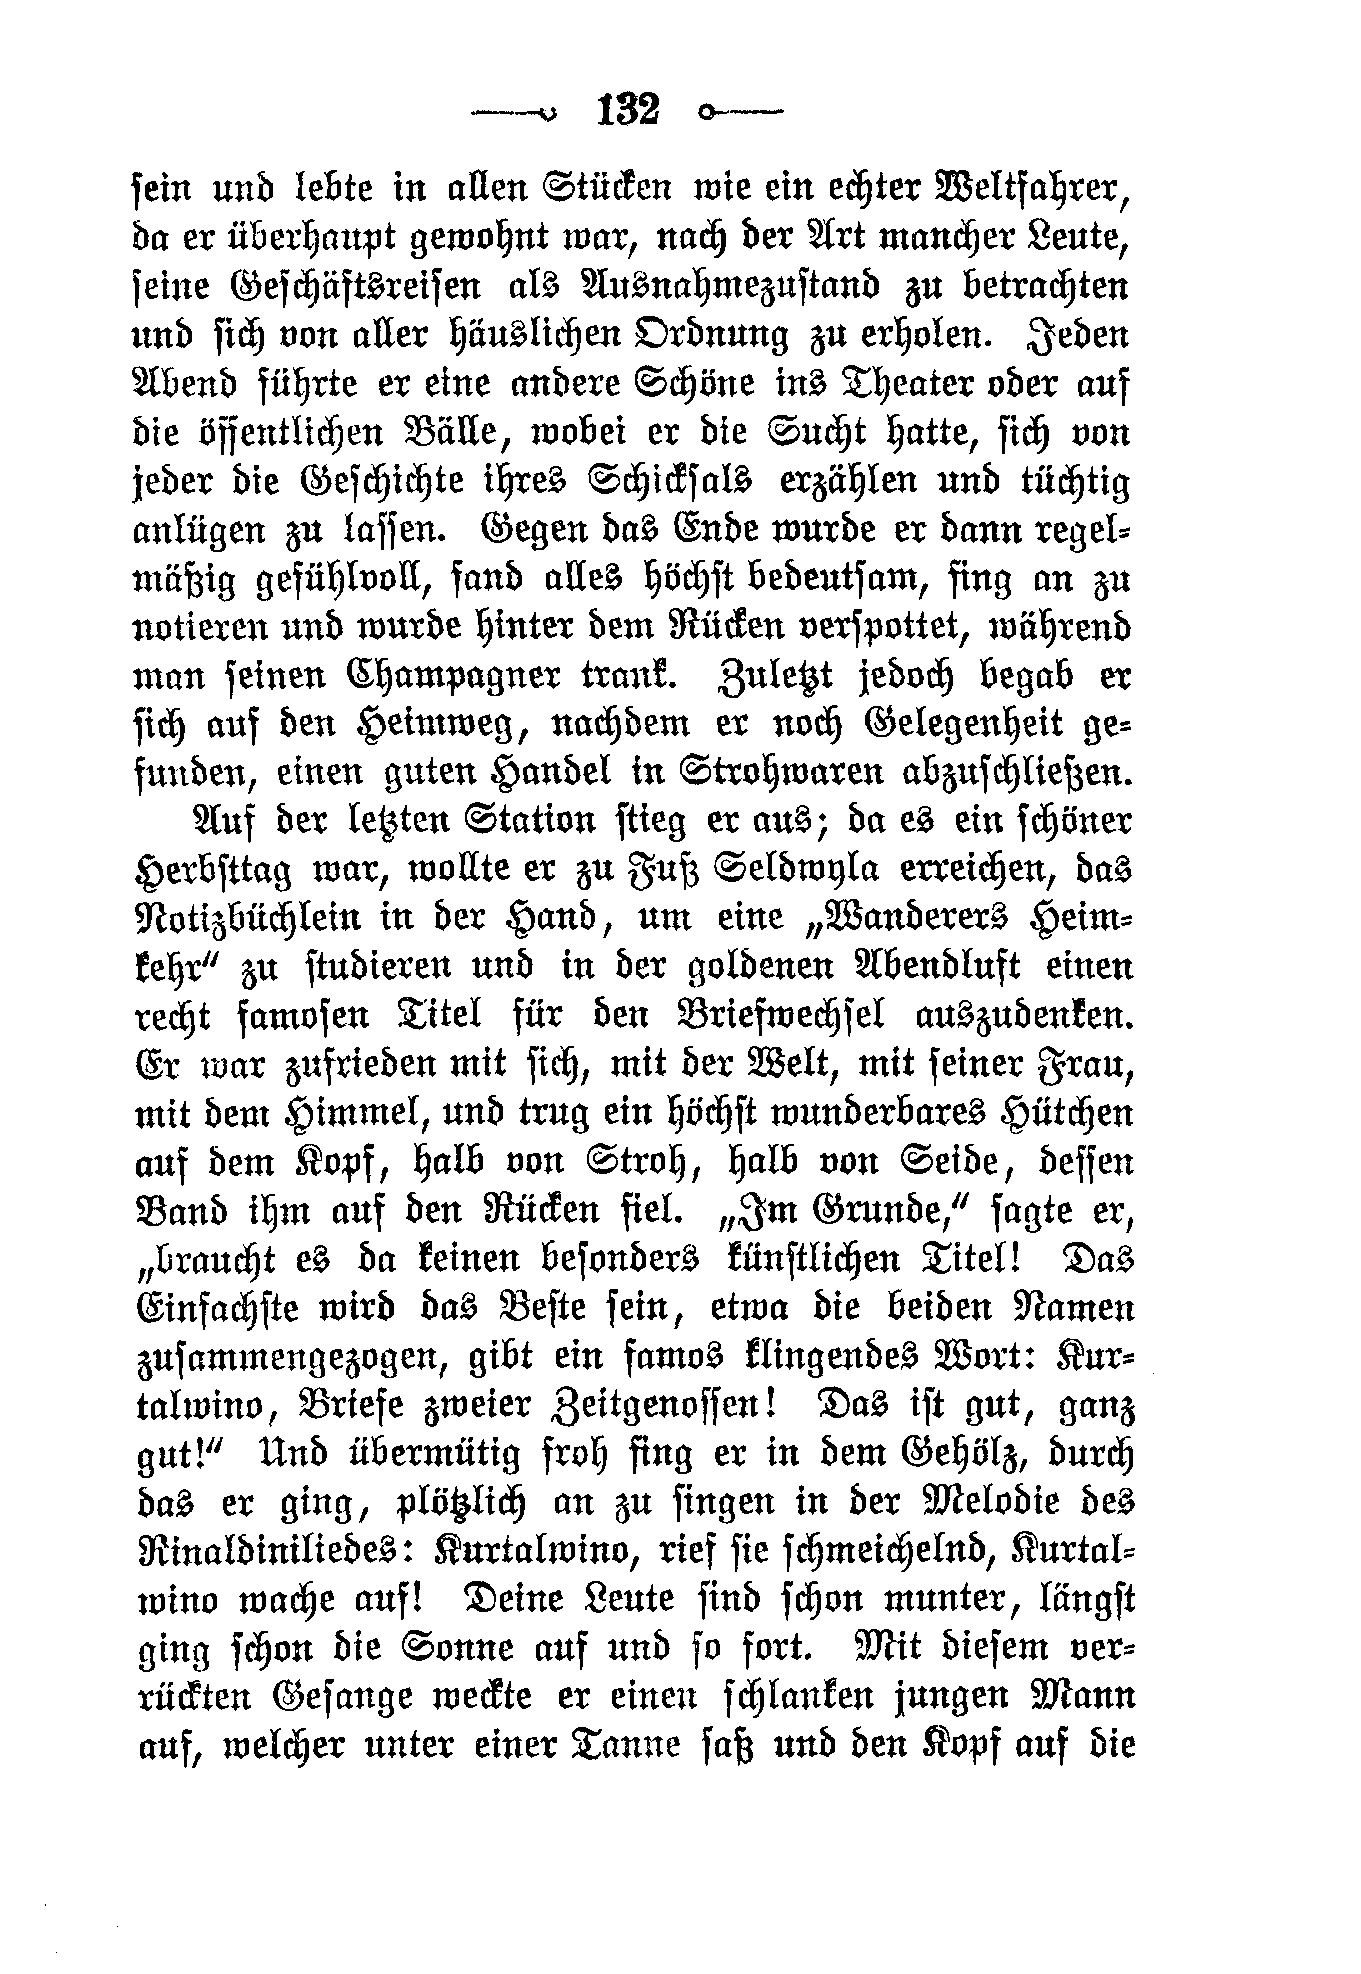 132
sein und lebte in allen Stücken wie ein echter Weltfahrer,
da er überhaupt gewohnt war, nach der Art mancher Leute,
seine Geschäftsreisen als Ausnahmezustand zu betrachten
und sich von aller häuslichen Ordnung zu erholen. Jeden
Abend führte er eine andere Schöne ins Theater oder auf
die öffentlichen Bälle, wobei er die Sucht hatte, sich von
jeder die Geschichte ihres Schicksals erzählen und tüchtig
anlügen zu lassen. Gegen das Ende wurde er dann regel-
mäßig gefühlvoll, fand alles höchst bedeutsam, fing an zu
notieren und wurde hinter dem Rücken verspottet, während
man seinen Champagner trank. Zuletzt jedoch begab er
sich auf den Heimweg, nachdem er noch Gelegenheit ge-
funden, einen guten Handel in Strohwaren abzuschließen.
Auf der letzten Station stieg er aus; da es ein schöner
Herbsttag war, wollte er zu Fuß Seldwyla erreichen, das
Notizbüchlein in der Hand, um eine „Wanderers Heim-
kehr“ zu studieren und in der goldenen Abendluft einen
recht famosen Titel für den Briefwechsel auszudenken.
Er war zufrieden mit sich, mit der Welt, mit seiner Frau,
mit dem Himmel, und trug ein höchst wunderbares Hütchen
auf dem Kopf, halb von Stroh, halb von Seide, dessen
Band ihm auf den Rücken fiel. „Im Grunde,“ sagte er,
„braucht es da keinen besonders künstlichen Titel! Das
Einfachste wird das Beste sein, etwa die beiden Namen
zusammengezogen, gibt ein famos klingendes Wort: Kur-
talwino, Briefe zweier Zeitgenossen! Das ist gut, ganz
gut!“ Und übermütig froh fing er in dem Gehölz, durch
das er ging, plötzlich an zu singen in der Melodie des
Rinaldiniliedes: Kurtalwino, rief sie schmeichelnd, Kurtal-
wino wache auf! Deine Leute sind schon munter, längst
ging schon die Sonne auf und so fort. Mit diesem ver-
rückten Gesange weckte er einen schlanken jungen Mann
auf, welcher unter einer Tanne saß und den Kopf auf die